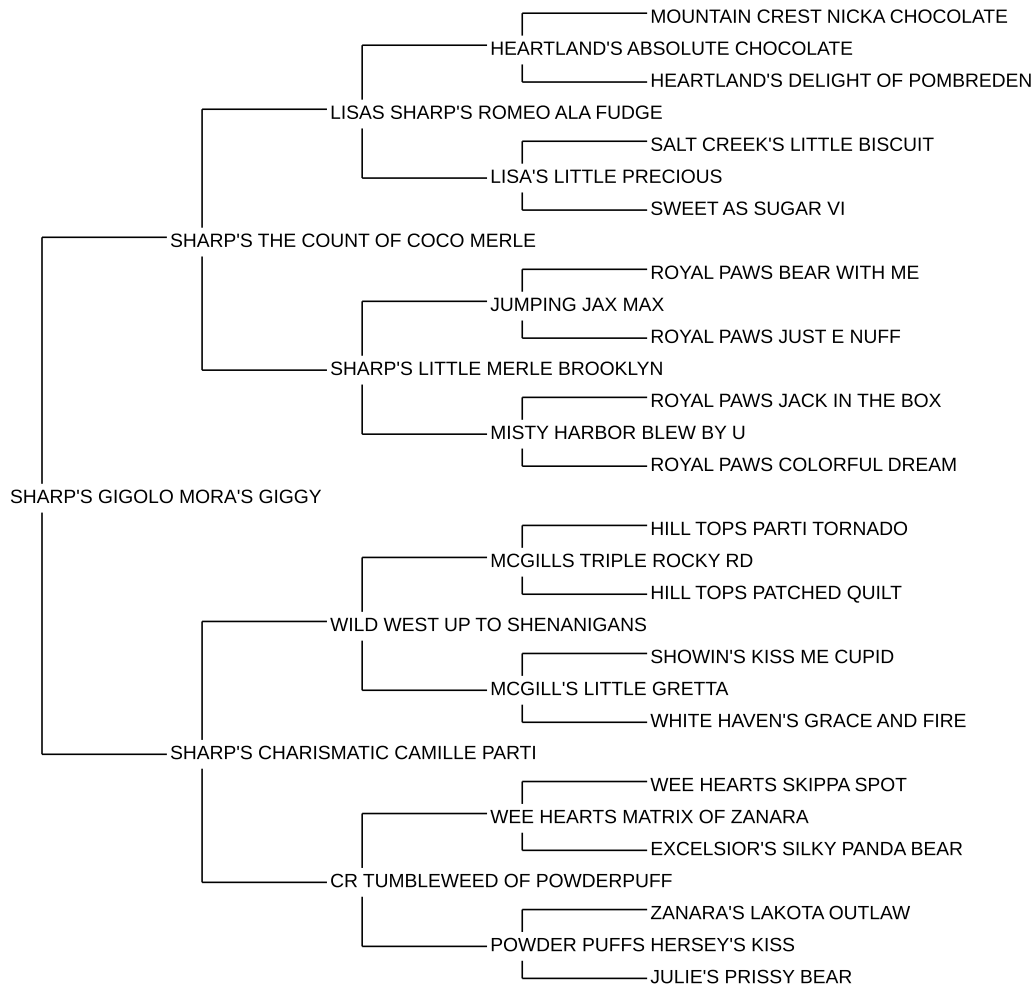 MOUNTAIN CREST NICKA CHOCOLATE
HEARTLAND'S ABSOLUTE CHOCOLATE
HEARTLAND'S DELIGHT OF POMBREDEN
LISAS SHARP'S ROMEO ALA FUDGE
SALT CREEK'S LITTLE BISCUIT
LISA'S LITTLE PRECIOUS
SWEET AS SUGAR VI
SHARP'S THE COUNT OF COCO MERLE
ROYAL PAWS BEAR WITH ME
JUMPING JAX MAX
ROYAL PAWS JUST E NUFF
SHARP'S LITTLE MERLE BROOKLYN
ROYAL PAWS JACK IN THE BOX
MISTY HARBOR BLEW BY U
ROYAL PAWS COLORFUL DREAM
SHARP'S GIGOLO MORA'S GIGGY
HILL TOPS PARTI TORNADO
MCGILLS TRIPLE ROCKY RD
HILL TOPS PATCHED QUILT
WILD WEST UP TO SHENANIGANS
SHOWIN'S KISS ME CUPID
MCGILL'S LITTLE GRETTA
WHITE HAVEN'S GRACE AND FIRE
SHARP'S CHARISMATIC CAMILLE PARTI
WEE HEARTS SKIPPA SPOT
WEE HEARTS MATRIX OF ZANARA
EXCELSIOR'S SILKY PANDA BEAR
CR TUMBLEWEED OF POWDERPUFF
ZANARA'S LAKOTA OUTLAW
POWDER PUFFS HERSEY'S KISS
JULIE'S PRISSY BEAR